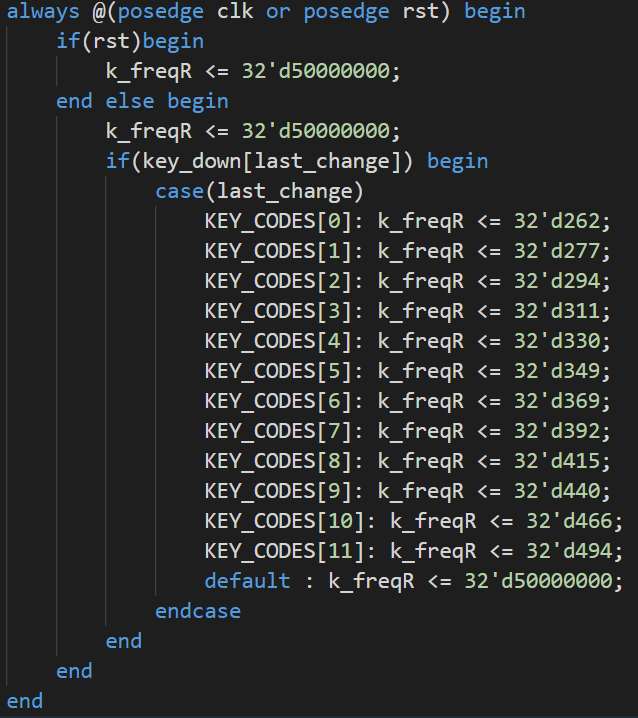 always @(posedge clk or posedge rst) begin
    if(rst)begin
        k_freqR <= 32'd50000000;
    end else begin
        k_freqR <= 32'd50000000;
        if(key_down[last_change]) begin
            case(last_change)
                KEY_CODES[0]: k_freqR <= 32'd262;
                KEY_CODES[1]: k_freqR <= 32'd277;
                KEY_CODES[2]: k_freqR <= 32'd294;
                KEY_CODES[3]: k_freqR <= 32'd311;
                KEY_CODES[4]: k_freqR <= 32'd330;
                KEY_CODES[5]: k_freqR <= 32'd349;
                KEY_CODES[6]: k_freqR <= 32'd369;
                KEY_CODES[7]: k_freqR <= 32'd392;
                KEY_CODES[8]: k_freqR <= 32'd415;
                KEY_CODES[9]: k_freqR <= 32'd440;
                KEY_CODES[10]: k_freqR <= 32'd466;
                KEY_CODES[11]: k_freqR <= 32'd494;
                default : k_freqR <= 32'd50000000;
            endcase
        end
    end
end